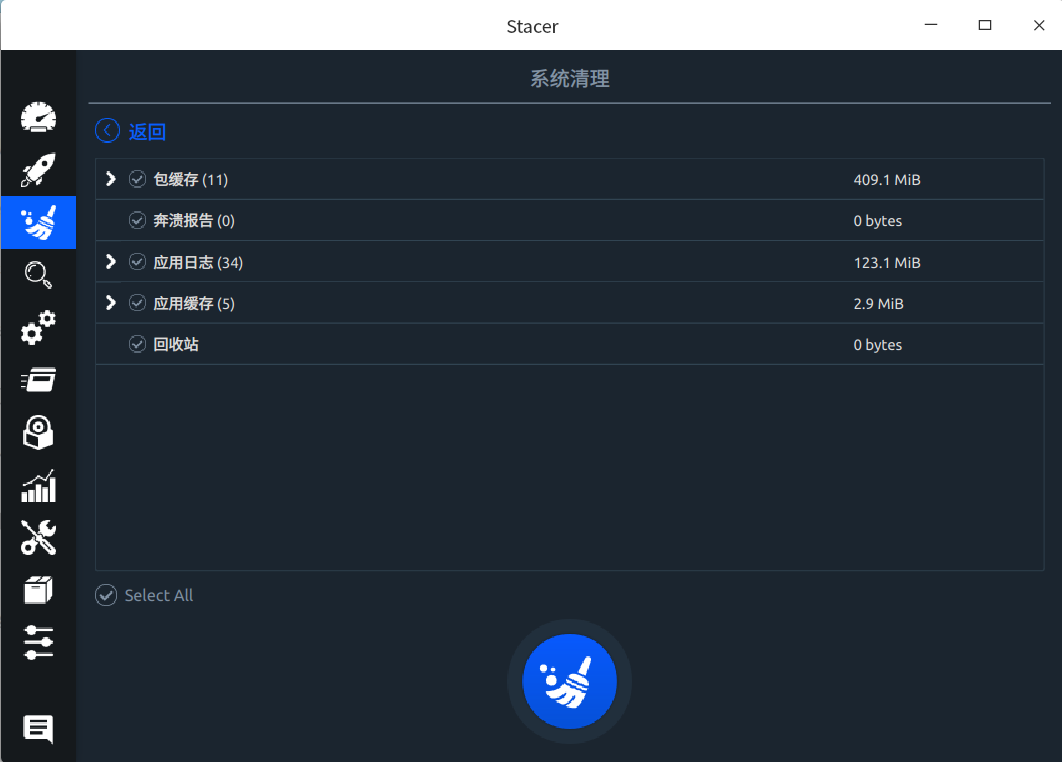 Stacer
系统清理
返回
包缓存 (11) 409.1 MiB
奔溃报告 (0) 0 bytes
应用日志 (34) 123.1 MiB
应用缓存 (5) 2.9 MiB
回收站 0 bytes
Select All